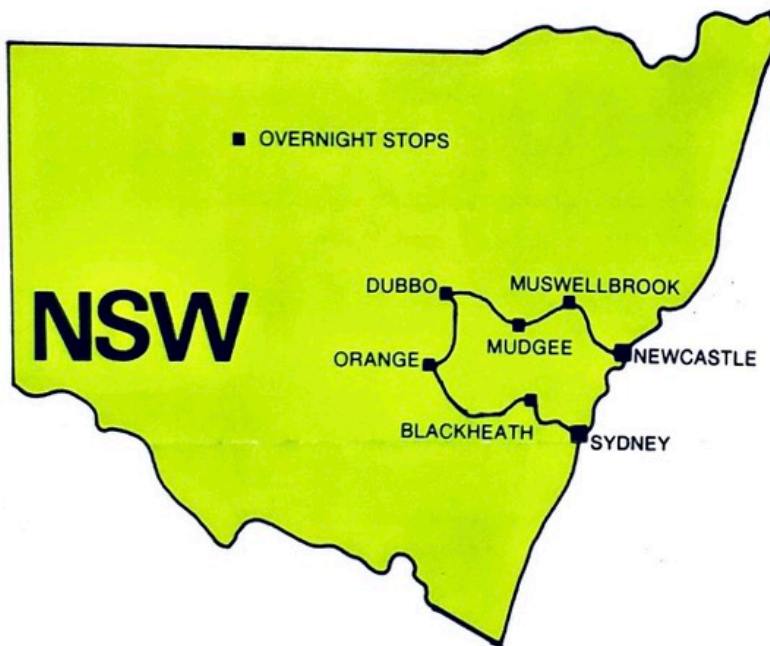 OVERNIGHT STOPS
DUBBO
MUSWELLBROOK
NSW
MUDGEE
NEWCASTLE
ORANGE
BLACKHEATH
SYDNEY